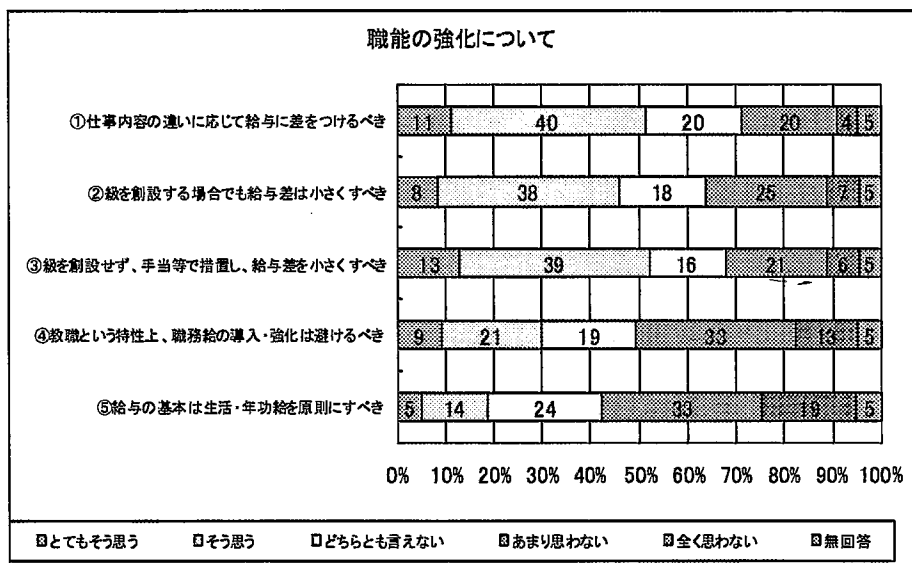 職能の強化について
①仕事内容の違いに応じて給与に差をつけるべき 11 40 20 20 4 5
②級を創設する場合でも給与差は小さくすべき 8 38 18 25 7 5
③級を創設せず、手当等で措置し、給与差を小さくすべき 13 39 16 21 6 5
④教職という特性上、職務給の導入・強化は避けるべき 9 21 19 33 13 5
⑤給与の基本は生活・年功給を原則にすべき 5 14 24 33 19 5
0% 10% 20% 30% 40% 50% 60% 70% 80% 90% 100%
とてもそう思う そう思う どちらとも言えない あまり思わない 全く思わない 無回答